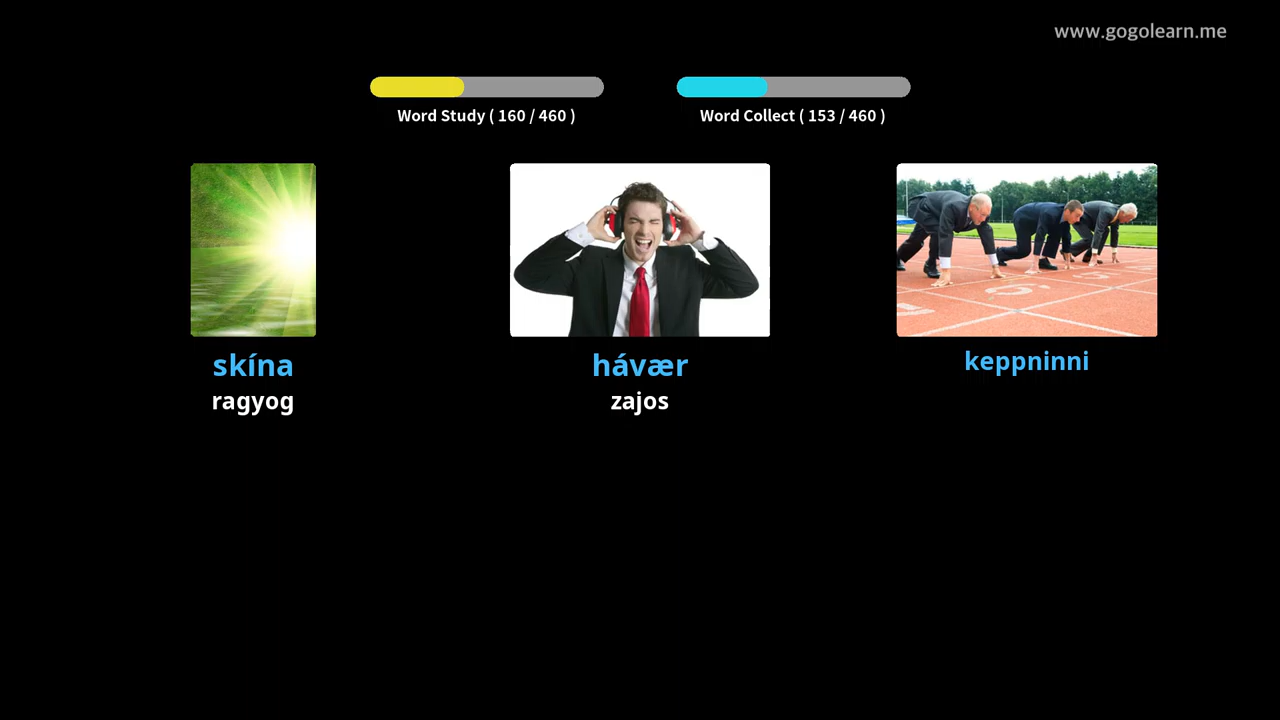 www.gogolearn.me
Word Study ( 160 / 460 )
Word Collect ( 153 / 460 )
skína
ragyog
hávær
zajos
keppninni